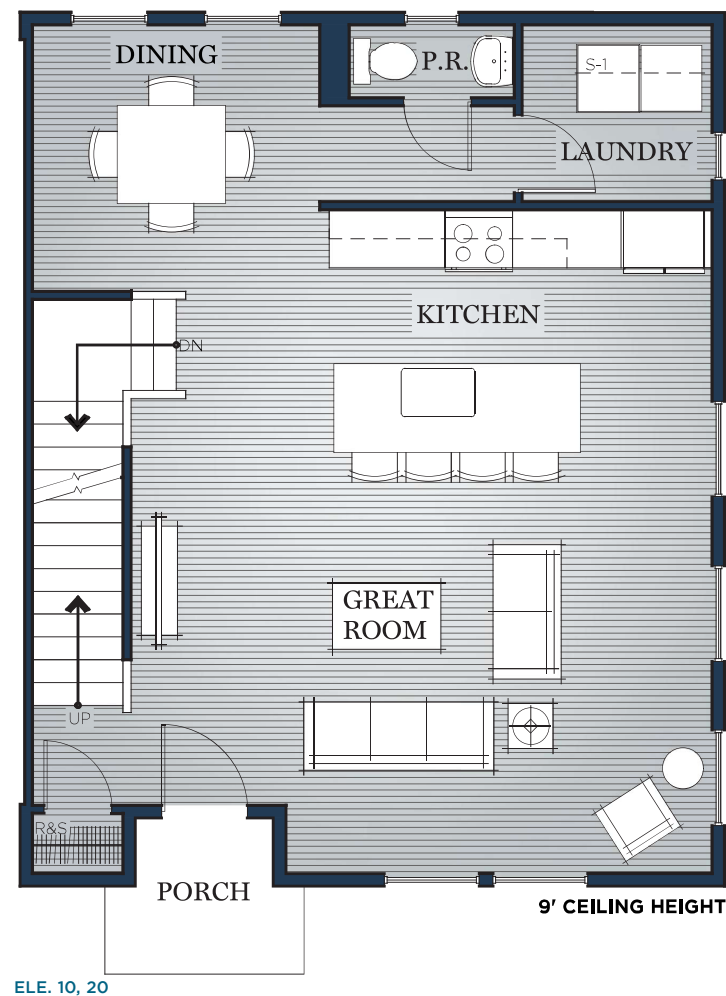 DINING
P.R.
S-1
LAUNDRY
KITCHEN
DN
GREAT
ROOM
UP
R&S
PORCH
9' CEILING HEIGHT
ELE. 10, 20